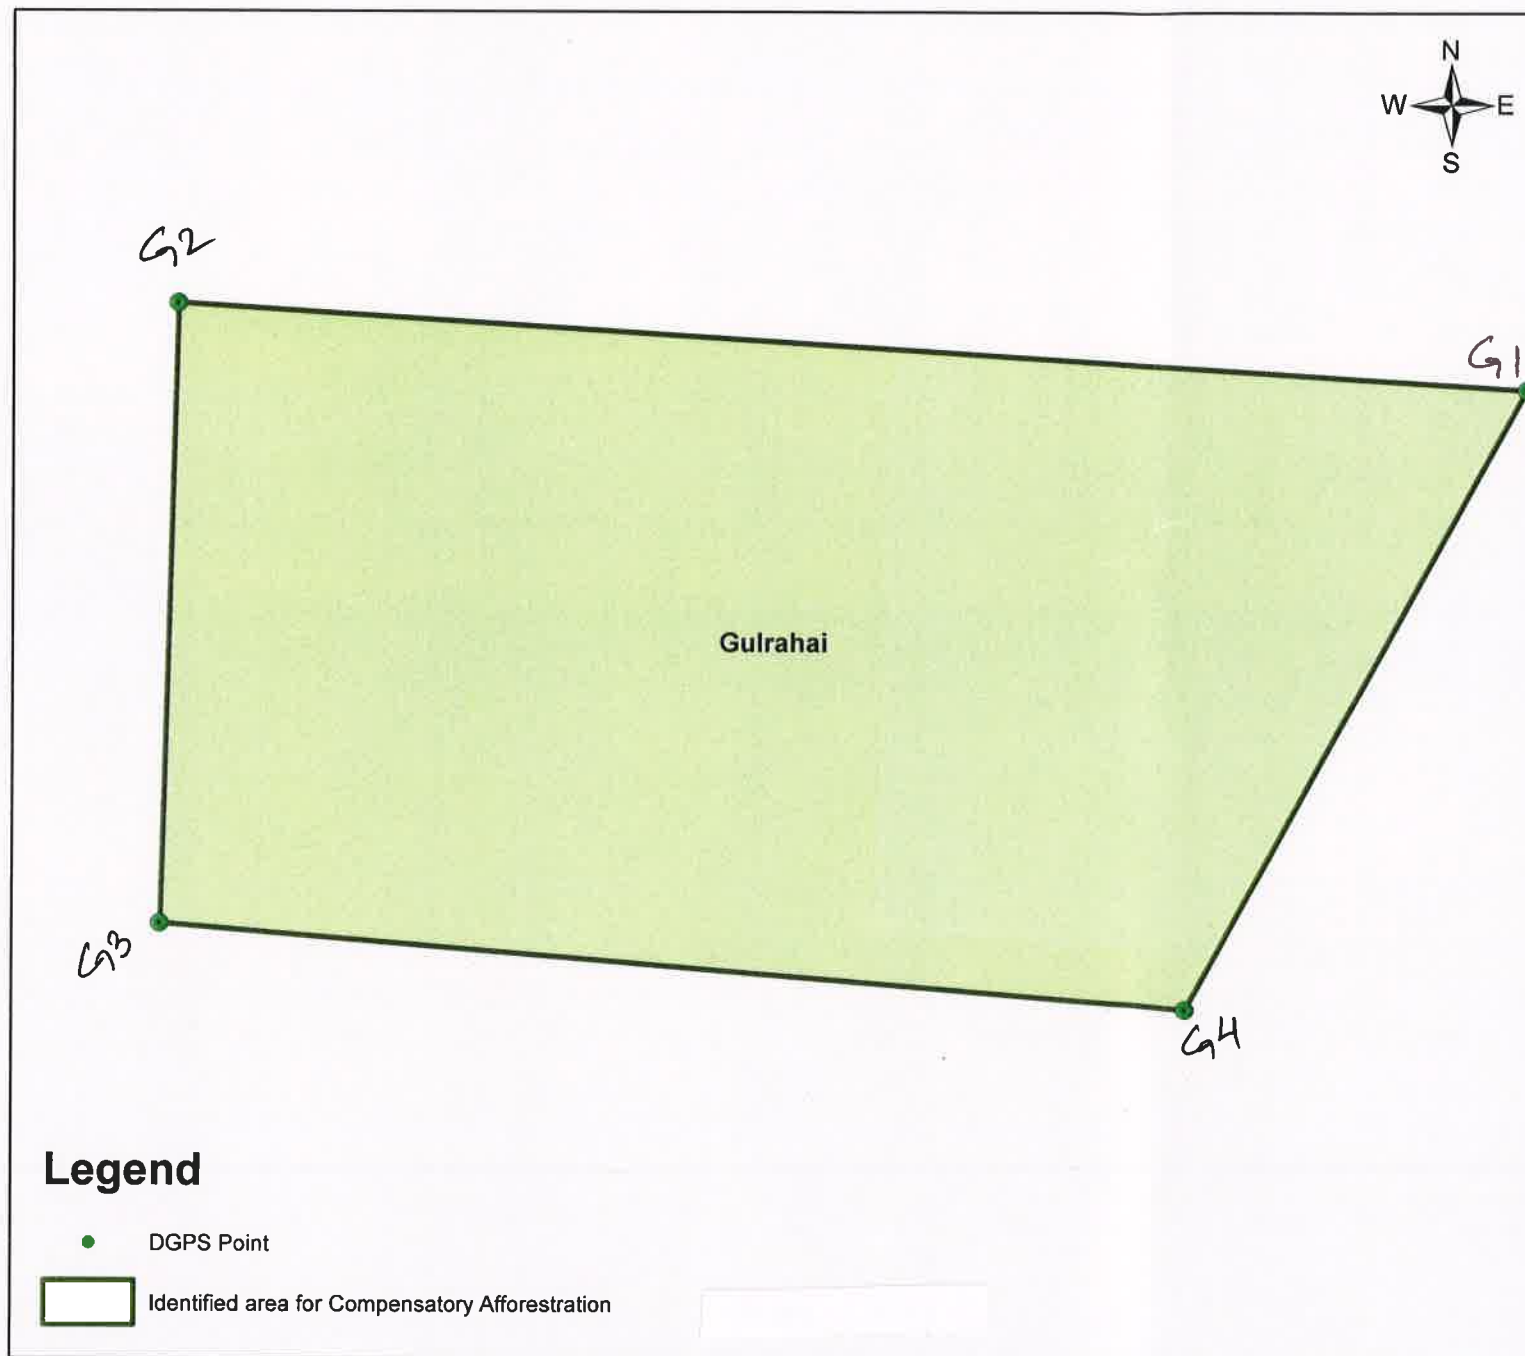 N
W E
S
G2
G1
Gulrahai
G3
G4
Legend
DGPS Point
Identified area for Compensatory Afforestration